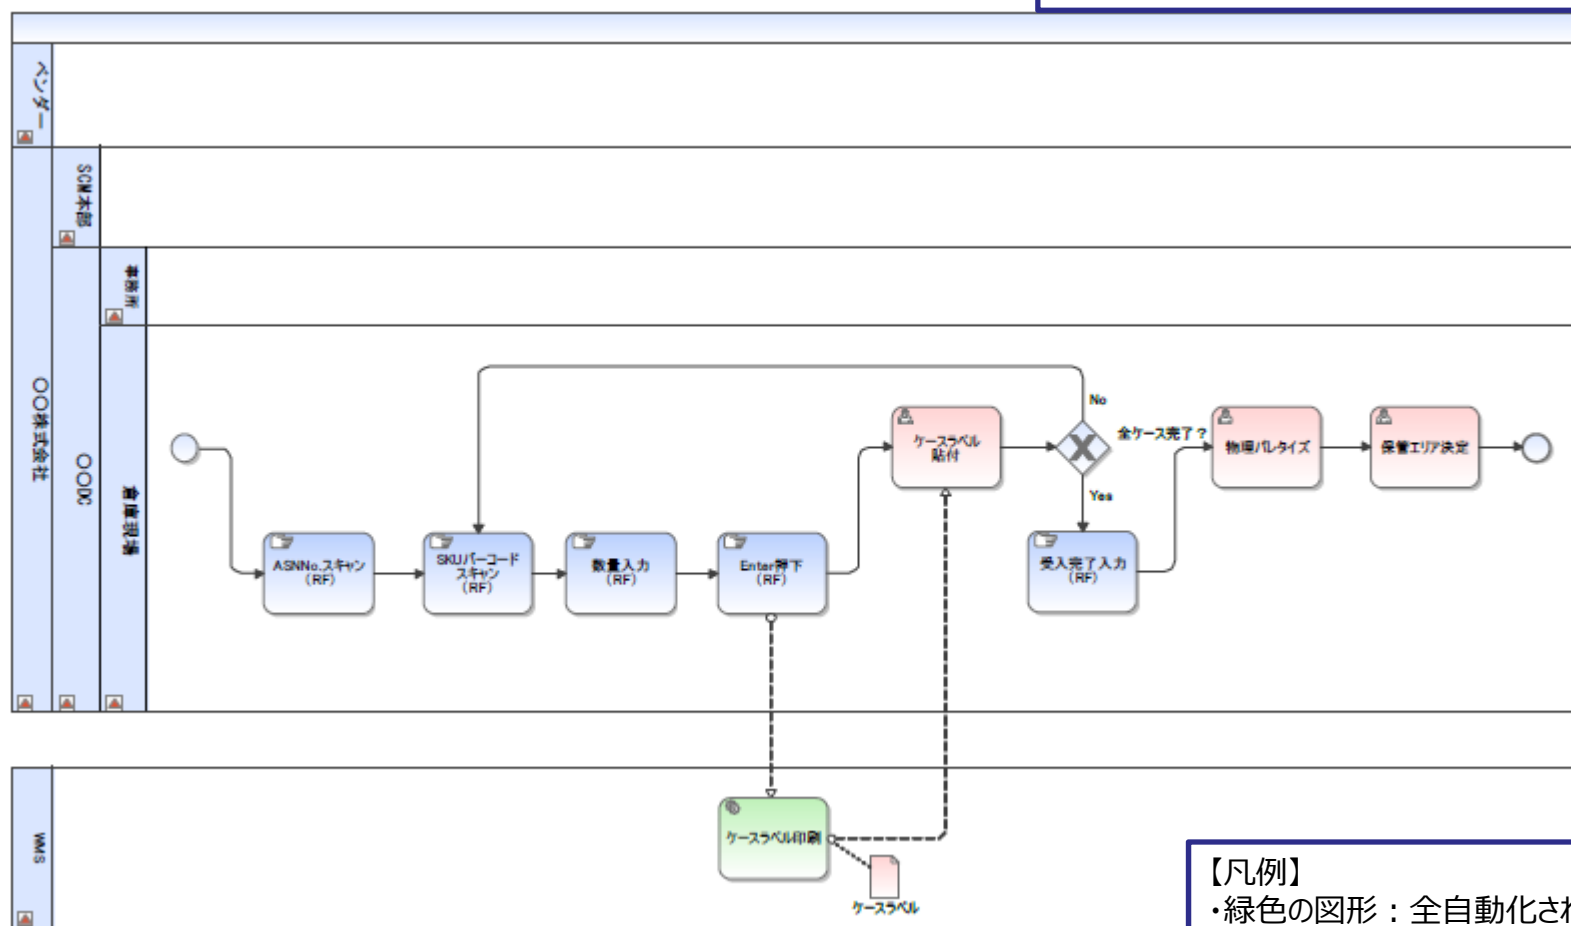 ベンダー
SCM本部
事務所
〇〇株式会社
〇〇DC
倉庫現場
No
全ケース完了？
Yes
ケースラベル
貼付
物理パレタイズ
保管エリア決定
ASNNo.スキャン
(RF)
SKUバーコード
スキャン
(RF)
数量入力
(RF)
Enter押下
(RF)
受入完了入力
(RF)
WMS
ケースラベル印刷
ケースラベル
【凡例】
・緑色の図形：全自動化され